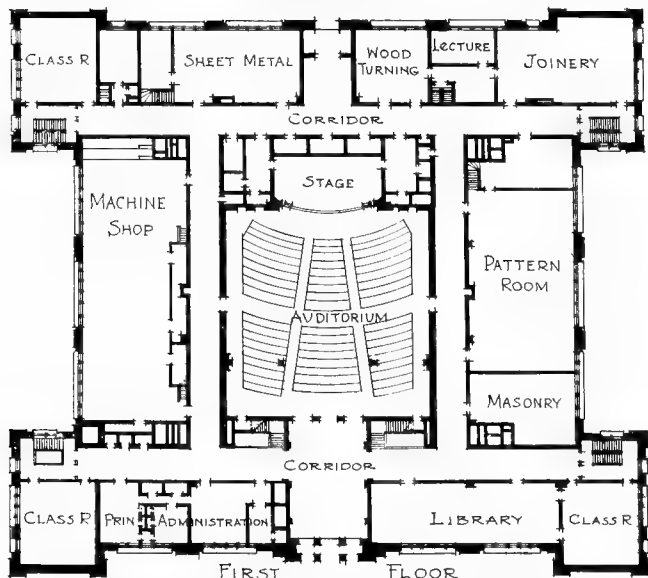 CLASS R
SHEET METAL
WOOD
TURNING
LECTURE
JOINERY
CORRIDOR
STAGE
MACHINE
SHOP
PATTERN
ROOM
AUDITORIUM
MASONRY
CORRIDOR
CLASS R
PRIN
ADMINISTRATION
LIBRARY
CLASS R
FIRST FLOOR